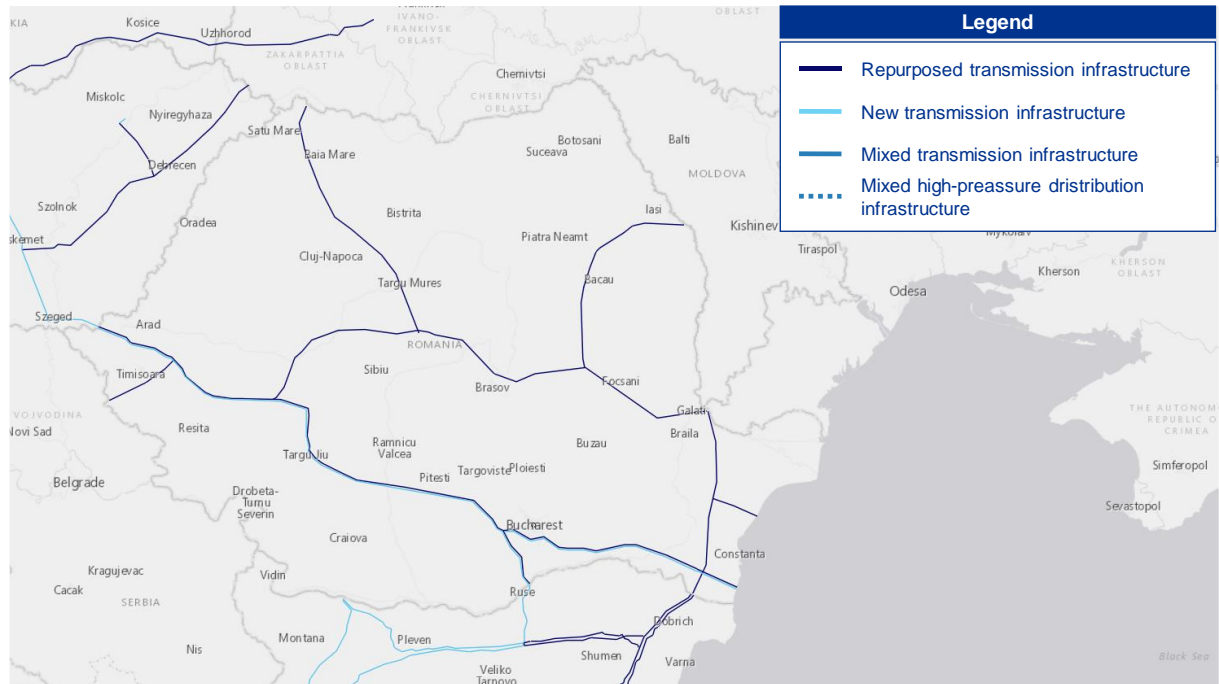 Legend
Repurposed transmission infrastructure
New transmission infrastructure
Mixed transmission infrastructure
Mixed high-preassure dristribution
infrastructure
KIA
Kosice
Uzhhorod
IVANO-
FRANKIVSK
OBLAST
OBLAST
ZAKARPATTIA
OBLAST
Chernivtsi
CHERNIVTSI
OBLAST
Miskolc
Nyiregyhaza
Satu Mare
Baia Mare
Botosani
Suceava
Balti
MOLDOVA
Debrecen
Szolnok
Oradea
Bistrita
Iasi
Kishinev
Piatra Neamt
Tiraspol
Mykolaiv
Kherson
KHERSON
OBLAST
Odesa
skemet
Cluj-Napoca
Targu Mures
Bacau
Szeged
Arad
ROMANIA
Timisoara
Sibiu
Brasov
Focsani
Galati
Braila
THE AUTONOM
REPUBLIC O
CRIMEA
VOJVODINA
Novi Sad
Resita
Ramnicu
Valcea
Buzau
Targu Jiu
Pitesti
Targoviste
Ploiesti
Simferopol
Sevastopol
Belgrade
Drobeta-
Turnu
Severin
Bucharest
Craiova
Constanta
Kragujevac
Cacak
SERBIA
Vidin
Ruse
Dobrich
Montana
Pleven
Nis
Shumen
Varna
Veliko
Tarnovo
Black Sea